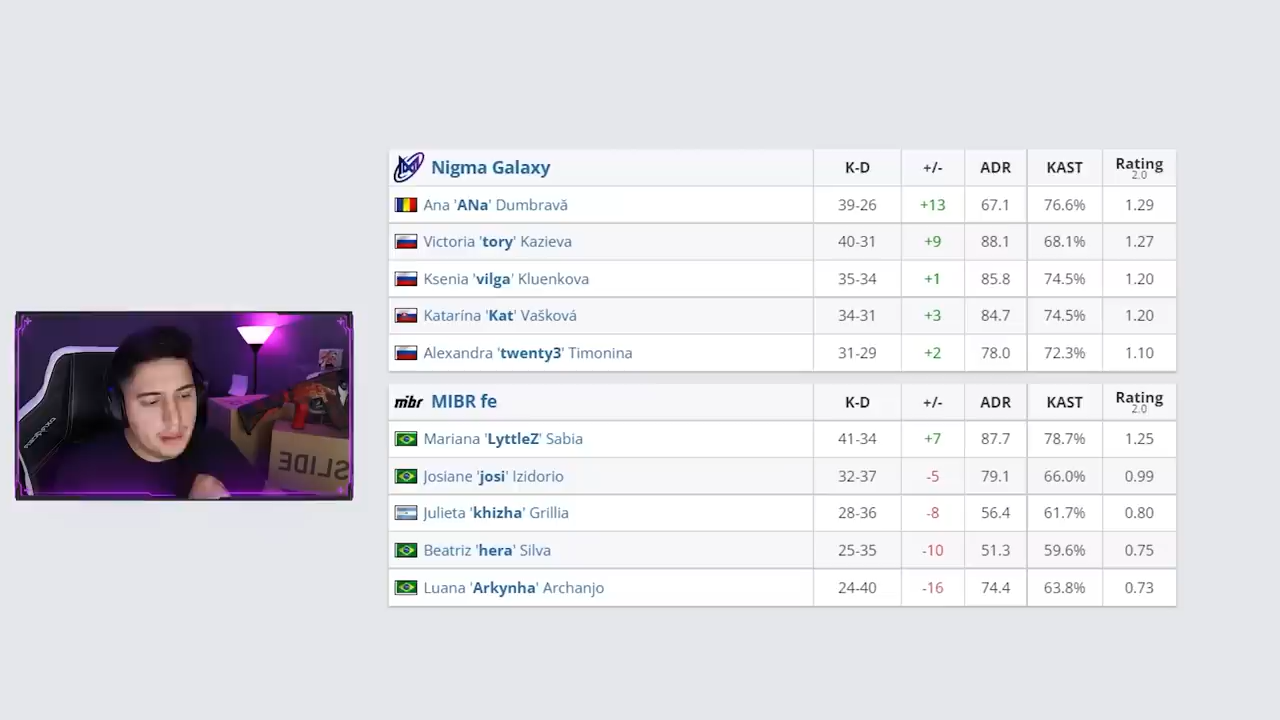 Nigma Galaxy K-D +/- ADR KAST Rating 2.0
Ana 'ANa' Dumbravă 39-26 +13 67.1 76.6% 1.29
Victoria 'tory' Kazieva 40-31 +9 88.1 68.1% 1.27
Ksenia 'vilga' Kluenkova 35-34 +1 85.8 74.5% 1.20
Katarína 'Kat' Vašková 34-31 +3 84.7 74.5% 1.20
Alexandra 'twenty3' Timonina 31-29 +2 78.0 72.3% 1.10
mibr MIBR fe K-D +/- ADR KAST Rating 2.0
Mariana 'LyttleZ' Sabia 41-34 +7 87.7 78.7% 1.25
Josiane 'josi' Izidorio 32-37 -5 79.1 66.0% 0.99
Julieta 'khizha' Grillia 28-36 -8 56.4 61.7% 0.80
Beatriz 'hera' Silva 25-35 -10 51.3 59.6% 0.75
Luana 'Arkynha' Archanjo 24-40 -16 74.4 63.8% 0.73
SLIDE